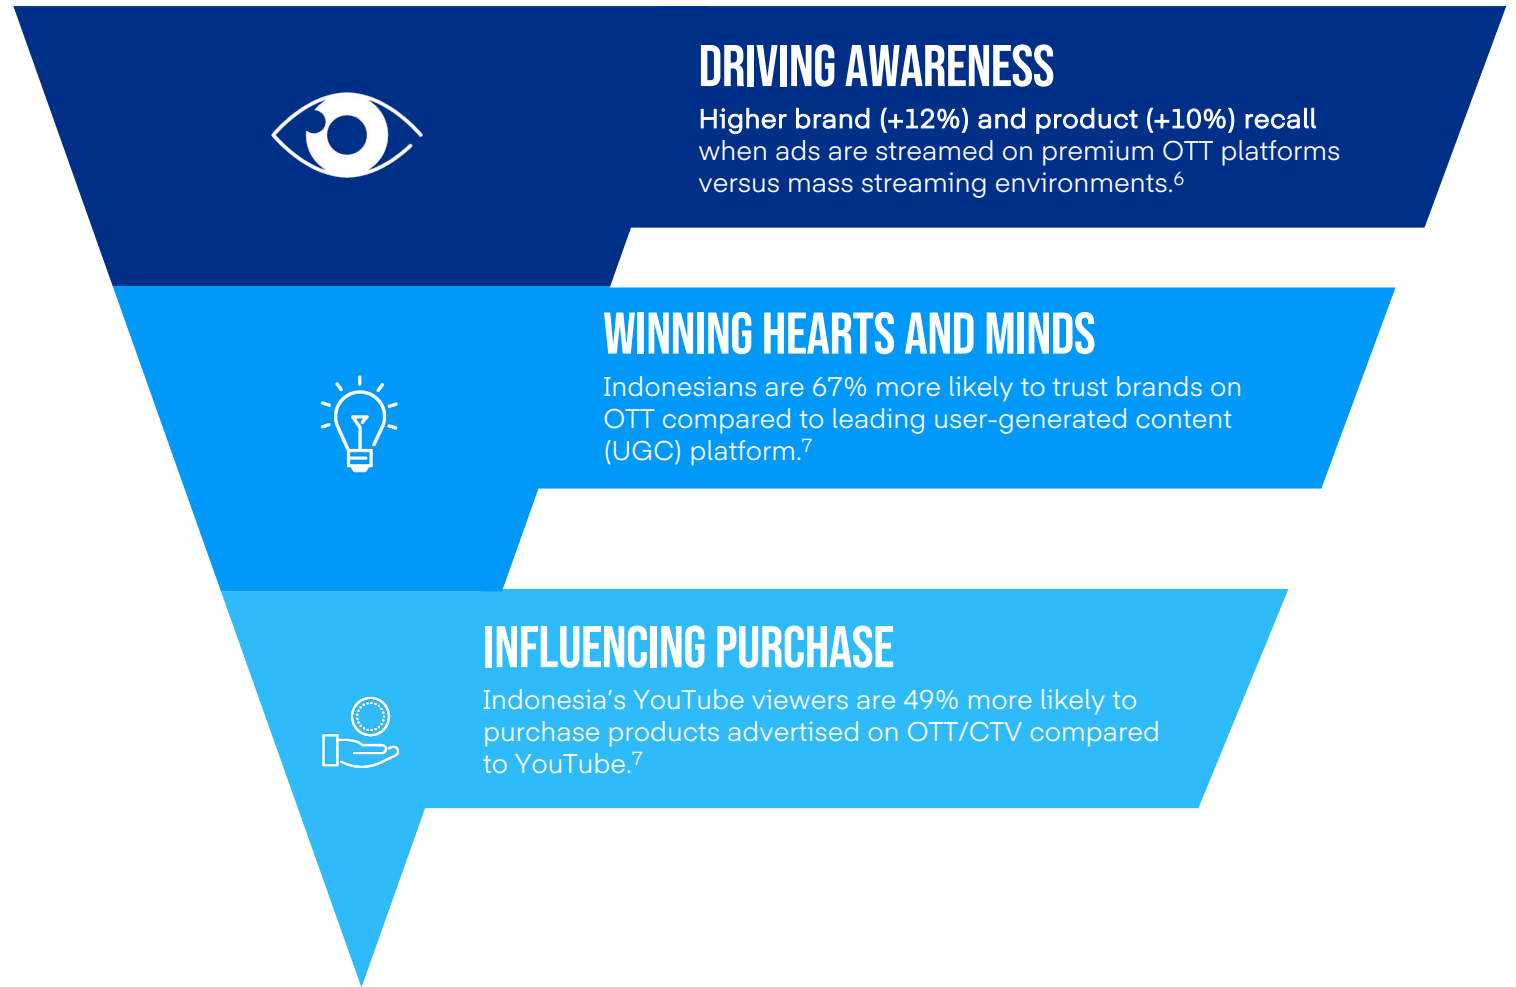 DRIVING AWARENESS
Higher brand (+12%) and product (+10%) recall
when ads are streamed on premium OTT platforms
versus mass streaming environments.⁶
WINNING HEARTS AND MINDS
Indonesians are 67% more likely to trust brands on
OTT compared to leading user-generated content
(UGC) platform.⁷
INFLUENCING PURCHASE
Indonesia’s YouTube viewers are 49% more likely to
purchase products advertised on OTT/CTV compared
to YouTube.⁷